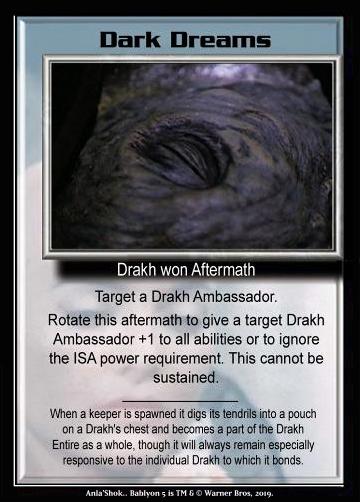 Dark Dreams
Drakh won Aftermath
Target a Drakh Ambassador.
Rotate this aftermath to give a target Drakh
Ambassador +1 to all abilities or to ignore
the ISA power requirement. This cannot be
sustained.
When a keeper is spawned it digs its tendrils into a pouch
on a Drakh's chest and becomes a part of the Drakh
Entire as a whole, though it will always remain especially
responsive to the individual Drakh to which it bonds.
Anla'Shok.. Bablyon 5 is TM & © Warner Bros, 2019.